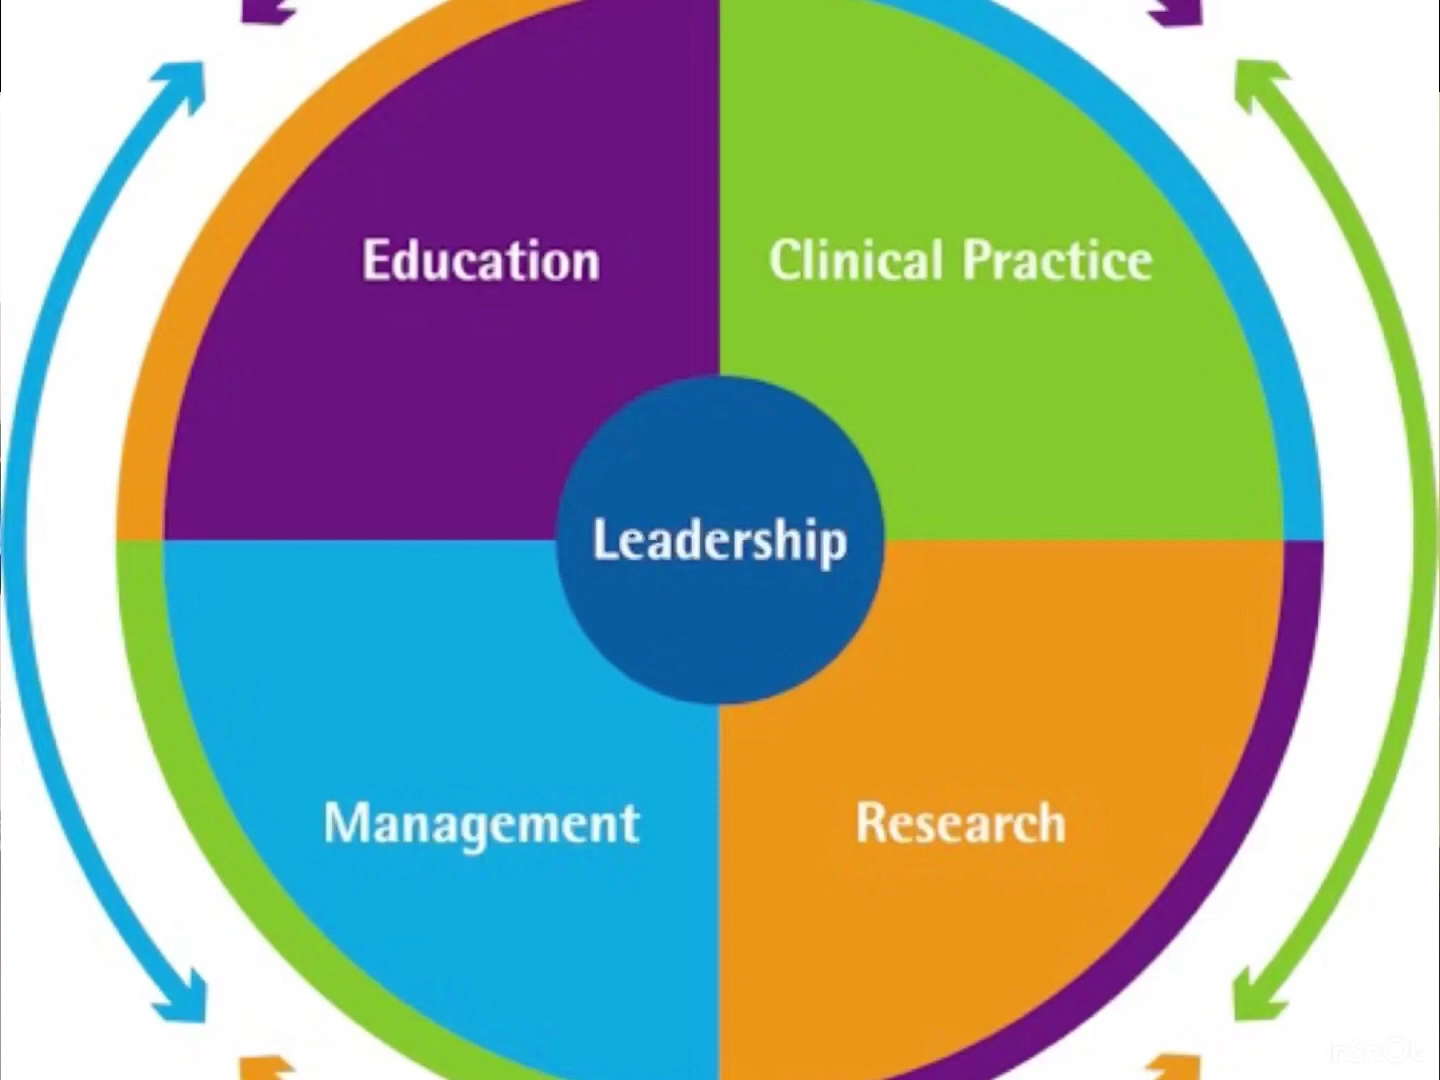 Education
Clinical Practice
Leadership
Management
Research